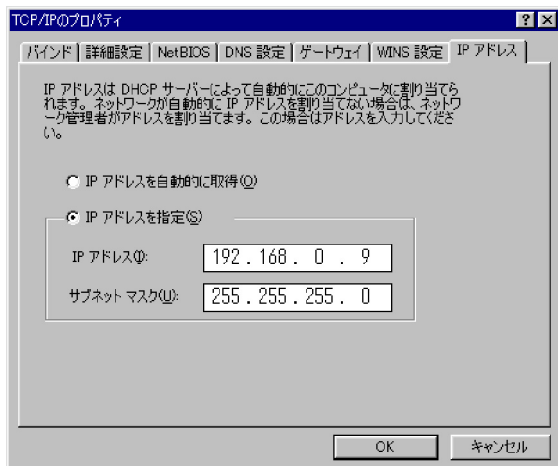 TCP/IPのプロパティ
バインド 詳細設定 NetBIOS DNS 設定 ゲートウェイ WINS 設定 IP アドレス
IP アドレスは DHCP サーバーによって自動的にこのコンピュータに割り当てら
れます。ネットワークが自動的に IP アドレスを割り当てない場合は、ネットワ
ーク管理者がアドレスを割り当てます。この場合はアドレスを入力してくださ
い。
IP アドレスを自動的に取得(O)
IP アドレスを指定(S)
IP アドレス(I): 192 . 168 . 0 . 9
サブネット マスク(U): 255 . 255 . 255 . 0
OK キャンセル